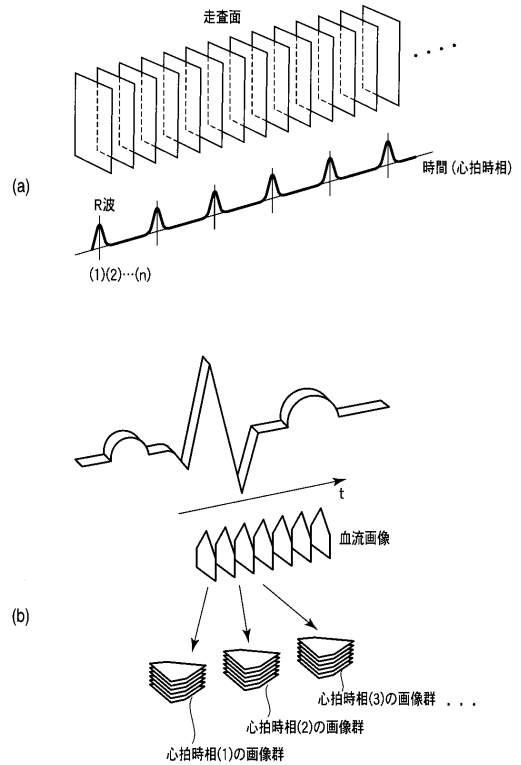 走査面
(a)
時間(心拍時相)
R波
(1)(2)…(n)
t
血流画像
(b)
心拍時相(3)の画像群 ...
心拍時相(2)の画像群
心拍時相(1)の画像群